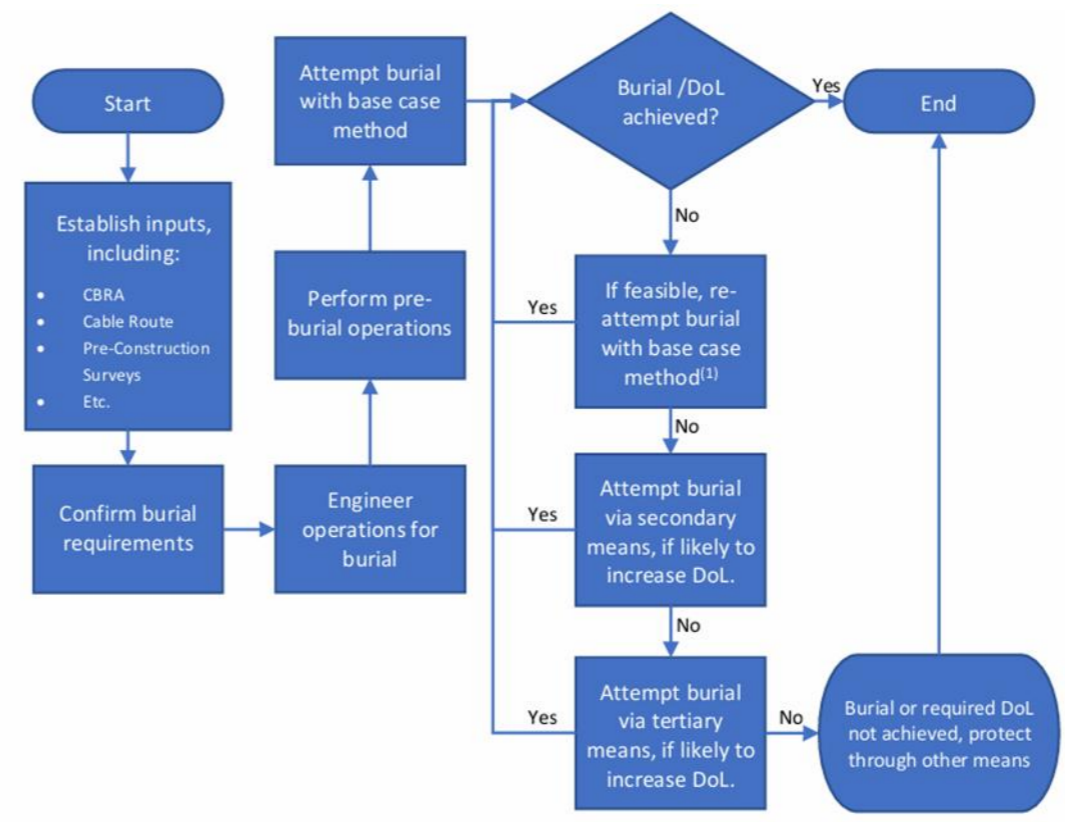 Start
Establish inputs,
including:
• CBRA
• Cable Route
• Pre-Construction
Surveys
• Etc.
Confirm burial
requirements
Engineer
operations for
burial
Perform pre-
burial operations
Attempt burial
with base case
method
Burial /DoL
achieved?
Yes
End
No
If feasible, re-
attempt burial
with base case
method(1)
Yes
No
Attempt burial
via secondary
means, if likely to
increase DoL.
Yes
No
Attempt burial
via tertiary
means, if likely to
increase DoL.
Yes
No
Burial or required DoL
not achieved, protect
through other means